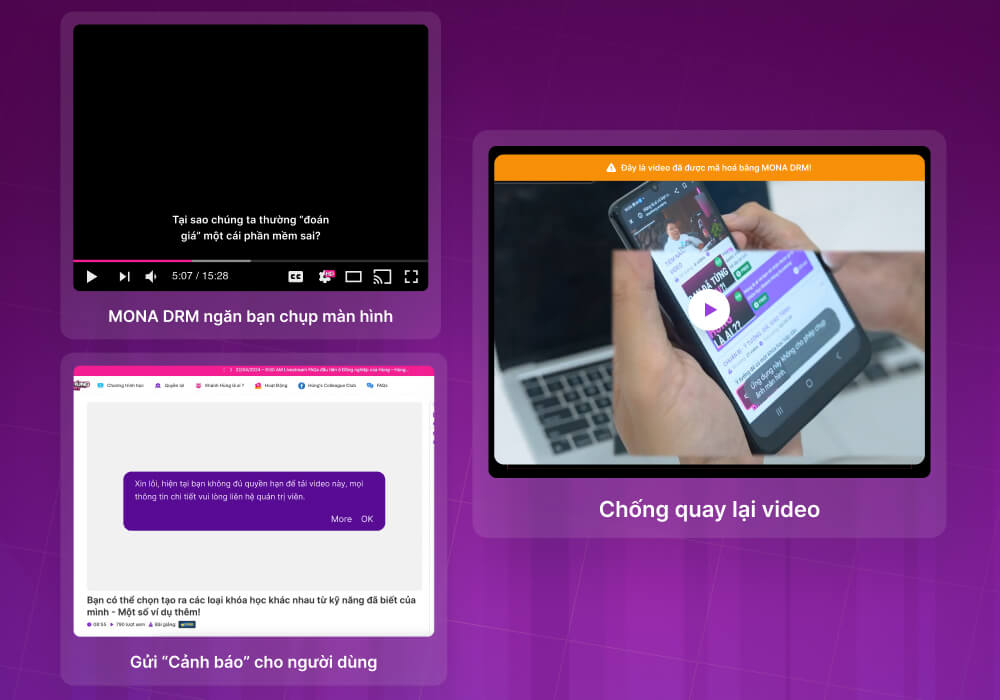 Tại sao chúng ta thường “đoán
giá” một cái phần mềm sai?
5:07 / 15:28
CC
HD
MONA DRM ngăn bạn chụp màn hình
Chương trình học
Quyền lợi
Khánh Hùng là ai ?
Hoạt Động
Hùng's Colleague Club
FAQs
Xin lỗi, hiện tại bạn không đủ quyền hạn để tải video này, mọi
thông tin chi tiết vui lòng liên hệ quản trị viên.
More OK
Bạn có thể chọn tạo ra các loại khóa học khác nhau từ kỹ năng đã biết của
mình - Một số ví dụ thêm!
08:55
790 lượt xem
Bài giảng:
Gửi “Cảnh báo” cho người dùng
Đây là video đã được mã hoá bằng MONA DRM!
Ứng dụng này không cho phép chụp
ảnh màn hình
Chống quay lại video